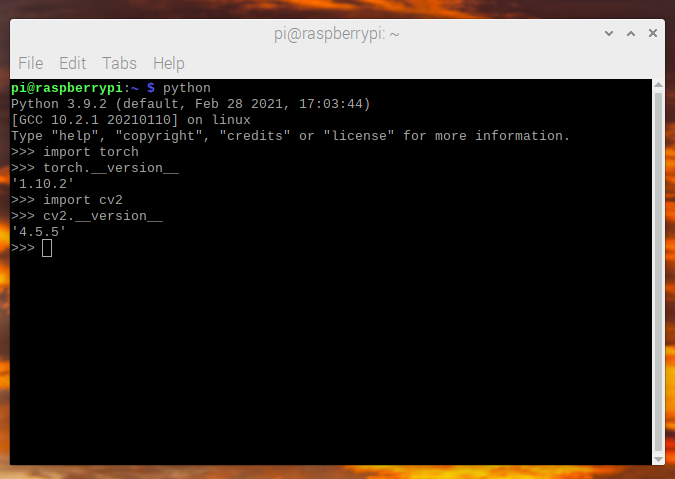 pi@raspberrypi: ~
File Edit Tabs Help
pi@raspberrypi:~ $ python
Python 3.9.2 (default, Feb 28 2021, 17:03:44)
[GCC 10.2.1 20210110] on linux
Type "help", "copyright", "credits" or "license" for more information.
>>> import torch
>>> torch.__version__
'1.10.2'
>>> import cv2
>>> cv2.__version__
'4.5.5'
>>>